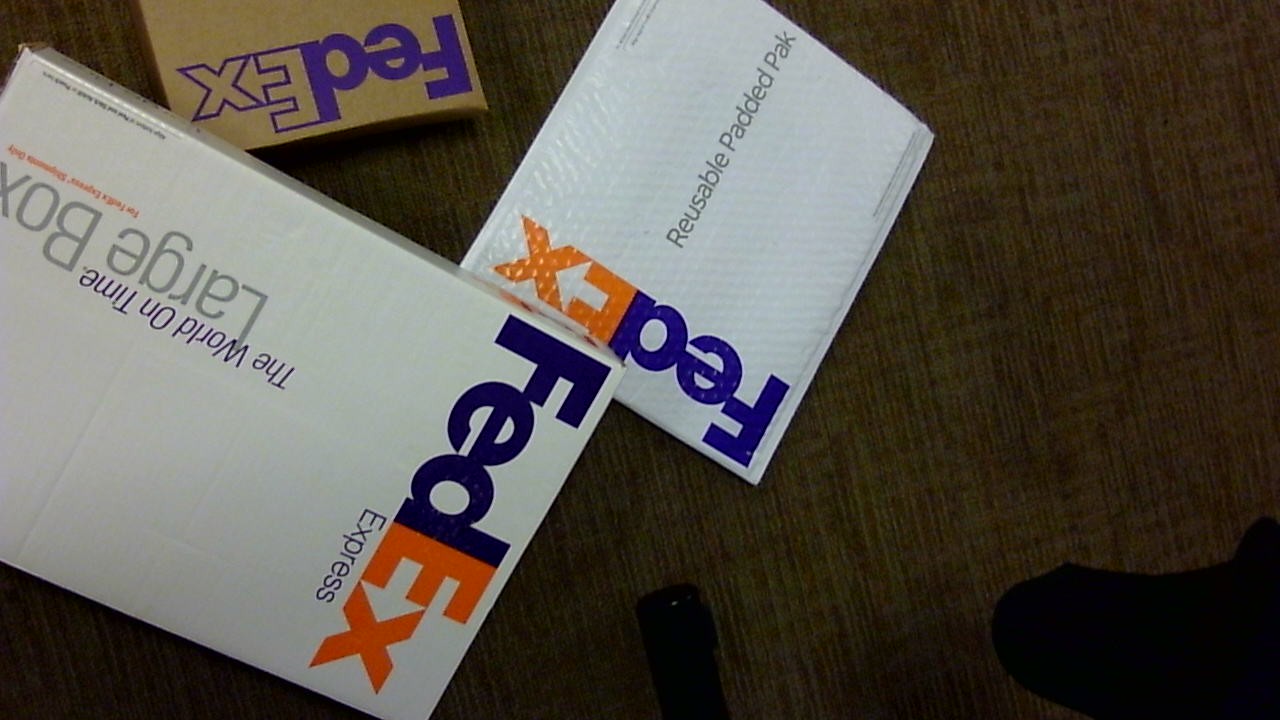 FedEx
Reusable Padded Pak
FedEx
For FedEx Express® Shipments Only
Large Box
The World On Time.
FedEx
Express